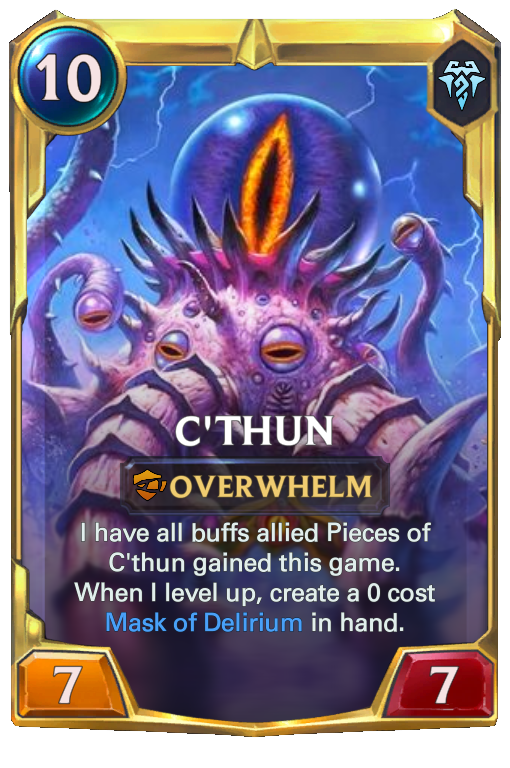 10
C'THUN
OVERWHELM
I have all buffs allied Pieces of
C'thun gained this game.
When I level up, create a 0 cost
Mask of Delirium in hand.
7
7